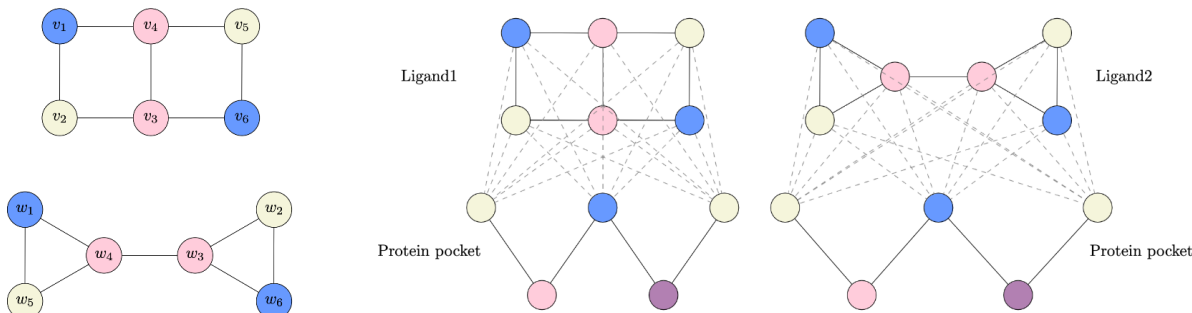 v₁ v₄ v₅
v₂ v₃ v₆
w₁ w₂
w₄ w₃
w₅ w₆
Ligand1
Protein pocket
Ligand2
Protein pocket